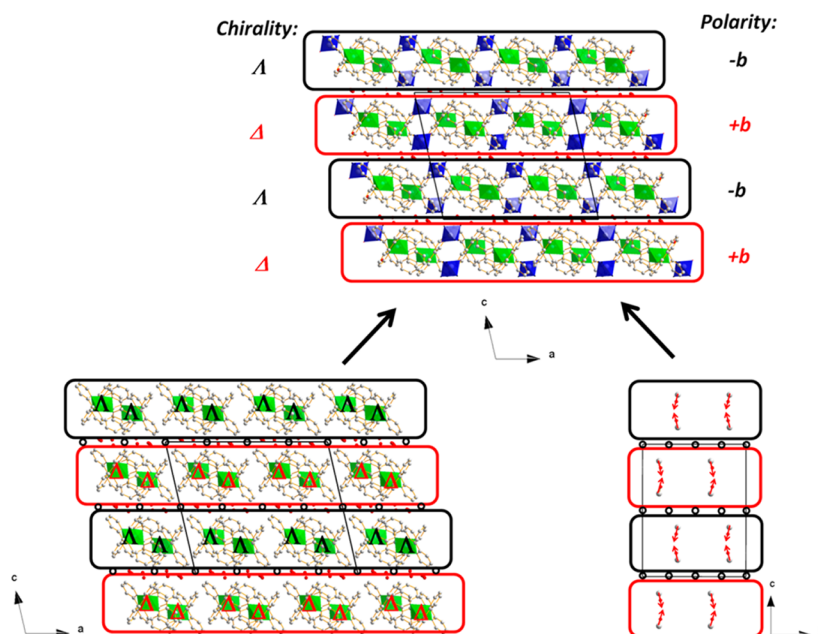 Chirality: Polarity:
Λ -b
Δ +b
Λ -b
Δ +b
c
a
Λ Λ Λ Λ Λ Λ Λ Λ
Δ Δ Δ Δ Δ Δ Δ Δ
Λ Λ Λ Λ Λ Λ Λ Λ
Δ Δ Δ Δ Δ Δ Δ Δ
c c
a